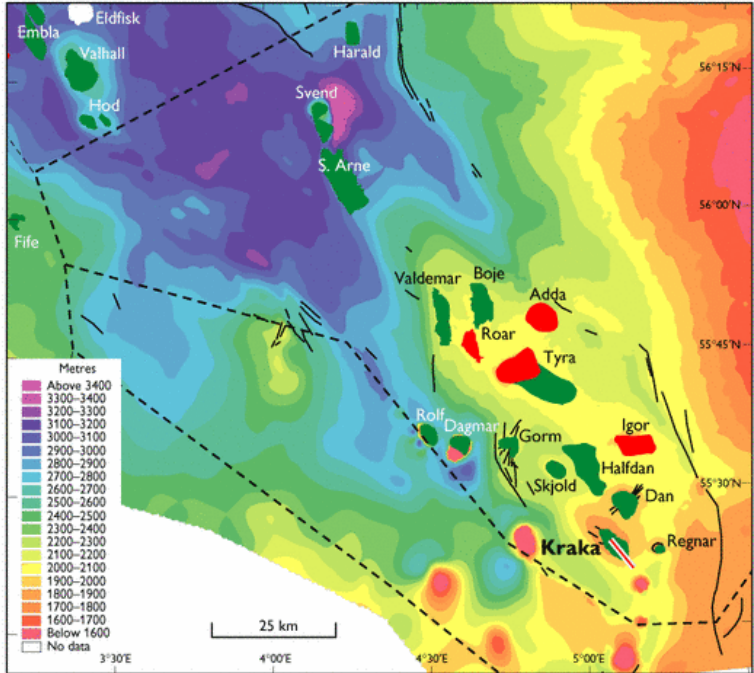 Eldfisk
Embla
Valhall
Harald
56°15'N
Svend
Hod
S. Arne
56°00'N
Fife
Valdemar
Boje
Adda
Roar
55°45'N
Tyra
Metres
Above 3400
3300–3400
3200–3300
3100–3200
3000–3100
2900–3000
2800–2900
2700–2800
2600–2700
2500–2600
2400–2500
2300–2400
2200–2300
2100–2200
2000–2100
1900–2000
1800–1900
1700–1800
1600–1700
Below 1600
No data
Rolf
Dagmar
Gorm
Igor
Halfdan
Skjold
55°30'N
Dan
Kraka
Regnar
25 km
3°30'E
4°00'E
4°30'E
5°00'E